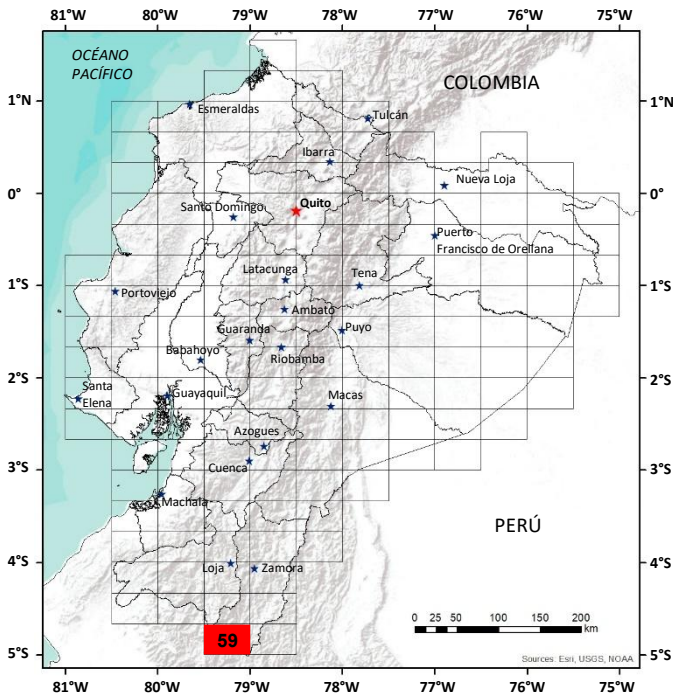 81°W 80°W 79°W 78°W 77°W 76°W 75°W
OCÉANO
PACÍFICO
COLOMBIA
1°N 1°N
Esmeraldas
Tulcán
Ibarra
Nueva Loja
0° 0°
Quito
Santo Domingo
Puerto
Francisco de Orellana
Latacunga
Tena
1°S 1°S
Portoviejo
Ambato
Guaranda
Puyo
Babahoyo
Riobamba
2°S 2°S
Santa
Elena
Guayaquil
Macas
Azogues
Cuenca
3°S 3°S
Machala
PERÚ
4°S 4°S
Loja
Zamora
0 25 50 100 150 200
km
59
Sources: Esri, USGS, NOAA
5°S 5°S
81°W 80°W 79°W 78°W 77°W 76°W 75°W